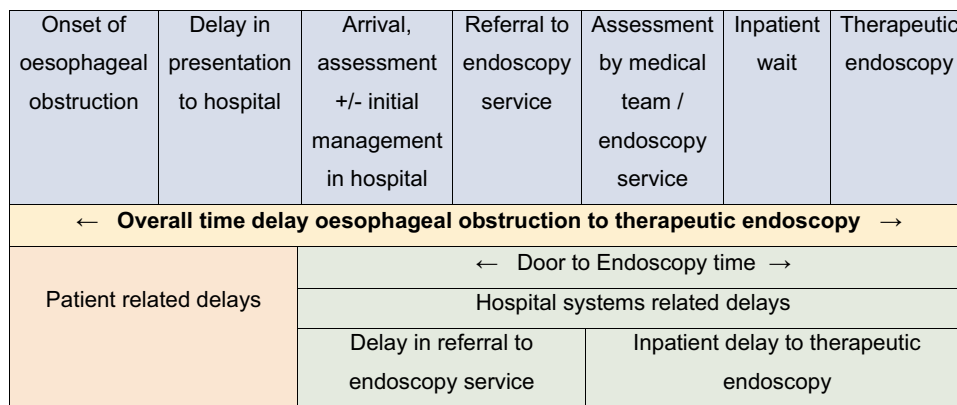 Onset of
oesophageal
obstruction
Delay in
presentation
to hospital
Arrival,
assessment
+/- initial
management
in hospital
Referral to
endoscopy
service
Assessment
by medical
team /
endoscopy
service
Inpatient
wait
Therapeutic
endoscopy
← Overall time delay oesophageal obstruction to therapeutic endoscopy →
Patient related delays
← Door to Endoscopy time →
Hospital systems related delays
Delay in referral to
endoscopy service
Inpatient delay to therapeutic
endoscopy